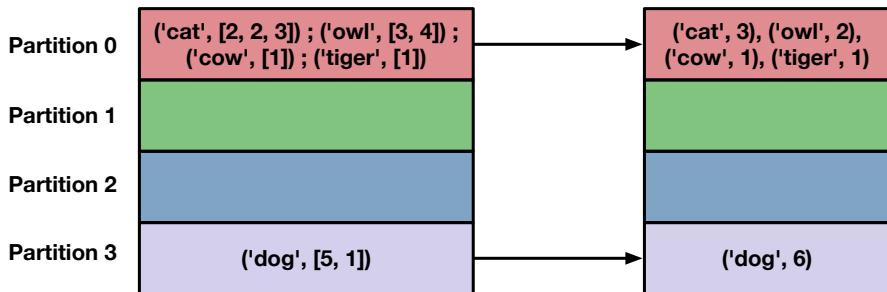 Partition 0
('cat', [2, 2, 3]) ; ('owl', [3, 4]) ;
('cow', [1]) ; ('tiger', [1])
('cat', 3), ('owl', 2),
('cow', 1), ('tiger', 1)
Partition 1
Partition 2
Partition 3
('dog', [5, 1])
('dog', 6)